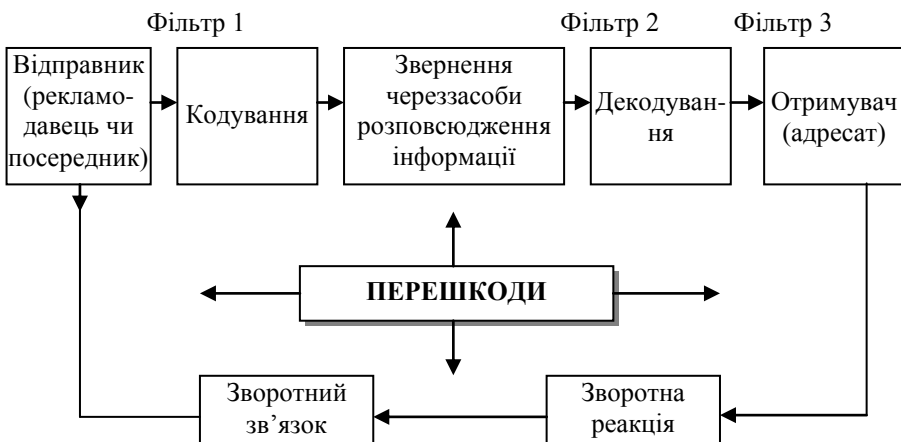 Фільтр 1
Фільтр 2
Фільтр 3
Відправник
(рекламо-
давець чи
посередник)
Кодування
Звернення
череззасоби
розповсюдження
інформації
Декодуван-
ня
Отримувач
(адресат)
ПЕРЕШКОДИ
Зворотний
зв’язок
Зворотна
реакція